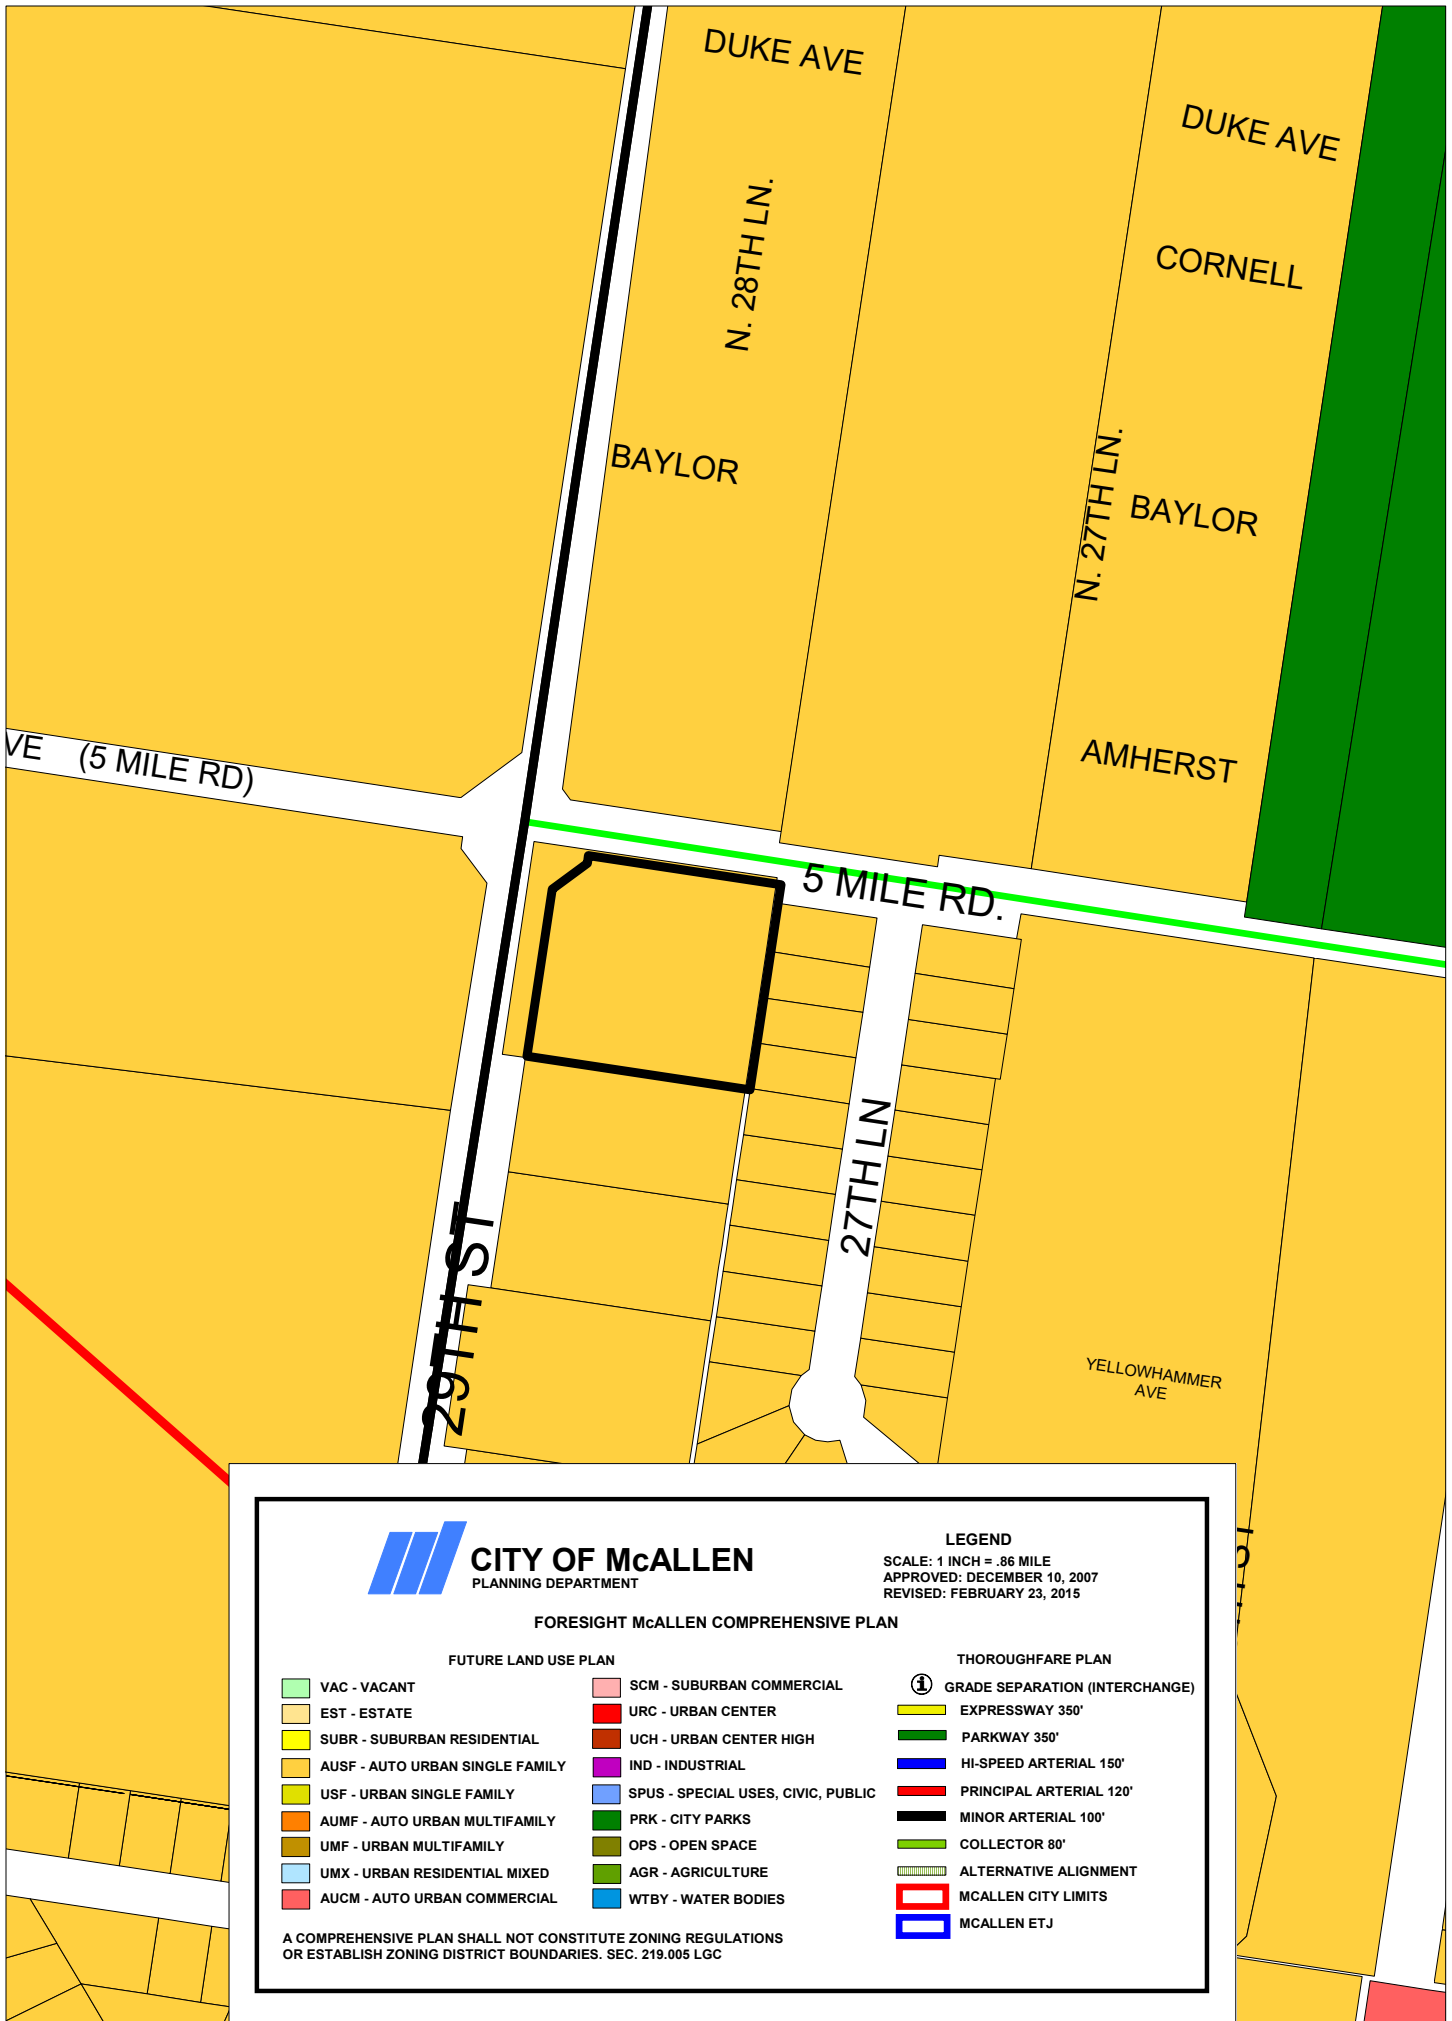 DUKE AVE
DUKE AVE
N. 28TH LN.
CORNELL
BAYLOR
N. 27TH LN.
BAYLOR
VE (5 MILE RD)
AMHERST
5 MILE RD.
27TH LN
29TH ST
YELLOWHAMMER
AVE
CITY OF McALLEN
PLANNING DEPARTMENT
LEGEND
SCALE: 1 INCH = .86 MILE
APPROVED: DECEMBER 10, 2007
REVISED: FEBRUARY 23, 2015
FORESIGHT McALLEN COMPREHENSIVE PLAN
FUTURE LAND USE PLAN
VAC - VACANT
EST - ESTATE
SUBR - SUBURBAN RESIDENTIAL
AUSF - AUTO URBAN SINGLE FAMILY
USF - URBAN SINGLE FAMILY
AUMF - AUTO URBAN MULTIFAMILY
UMF - URBAN MULTIFAMILY
UMX - URBAN RESIDENTIAL MIXED
AUCM - AUTO URBAN COMMERCIAL
SCM - SUBURBAN COMMERCIAL
URC - URBAN CENTER
UCH - URBAN CENTER HIGH
IND - INDUSTRIAL
SPUS - SPECIAL USES, CIVIC, PUBLIC
PRK - CITY PARKS
OPS - OPEN SPACE
AGR - AGRICULTURE
WTBY - WATER BODIES
THOROUGHFARE PLAN
GRADE SEPARATION (INTERCHANGE)
EXPRESSWAY 350'
PARKWAY 350'
HI-SPEED ARTERIAL 150'
PRINCIPAL ARTERIAL 120'
MINOR ARTERIAL 100'
COLLECTOR 80'
ALTERNATIVE ALIGNMENT
MCALLEN CITY LIMITS
MCALLEN ETJ
A COMPREHENSIVE PLAN SHALL NOT CONSTITUTE ZONING REGULATIONS
OR ESTABLISH ZONING DISTRICT BOUNDARIES. SEC. 219.005 LGC